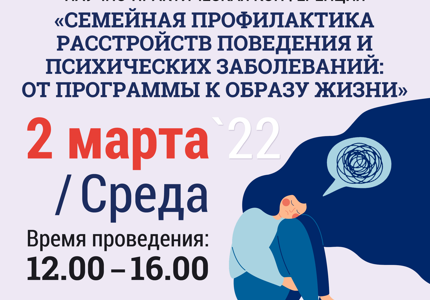 «СЕМЕЙНАЯ ПРОФИЛАКТИКА
РАССТРОЙСТВ ПОВЕДЕНИЯ И
ПСИХИЧЕСКИХ ЗАБОЛЕВАНИЙ:
ОТ ПРОГРАММЫ К ОБРАЗУ ЖИЗНИ»
2 марта `22
/ Среда
Время проведения:
12.00 – 16.00